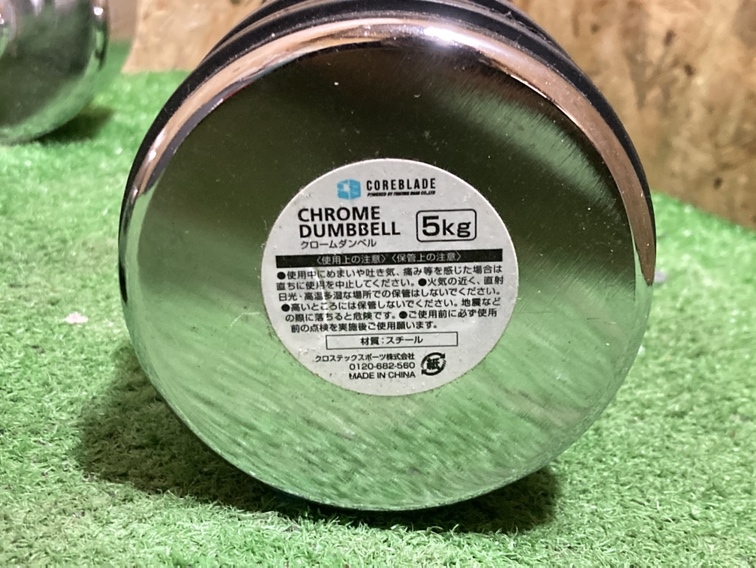 COREBLADE
CHROME
DUMBBELL
5kg
クロームダンベル
〈使用上の注意〉〈保管上の注意〉
●使用中にめまいや吐き気、痛み等を感じた場合は
直ちに使用を中止してください。●火気の近く、直射
日光・高温多湿な場所での保管はしないでください。
●高いところには保管しないでください。地震など
の際に落ちると危険です。●ご使用前に必ず使用
前の点検を実施後ご使用願います。
材質：スチール
クロステックスポーツ株式会社
0120-682-560
MADE IN CHINA
紙